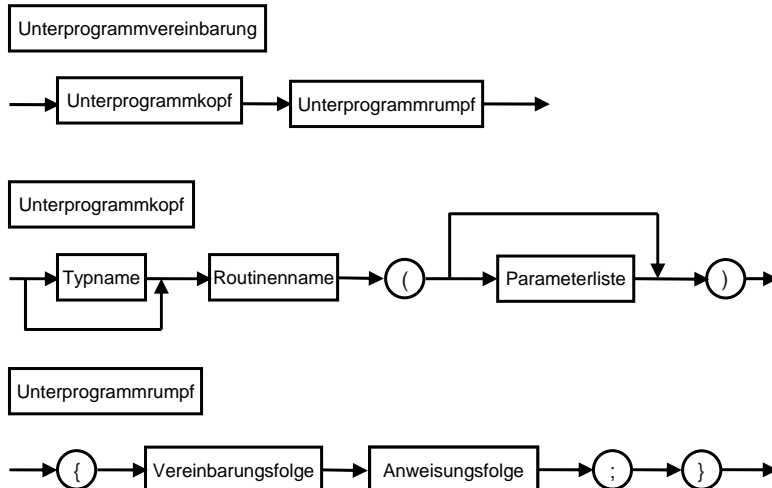 Unterprogrammvereinbarung
Unterprogrammkopf Unterprogrammrumpf
Unterprogrammkopf
Typname Routinenname ( Parameterliste )
Unterprogrammrumpf
{ Vereinbarungsfolge Anweisungsfolge ; }